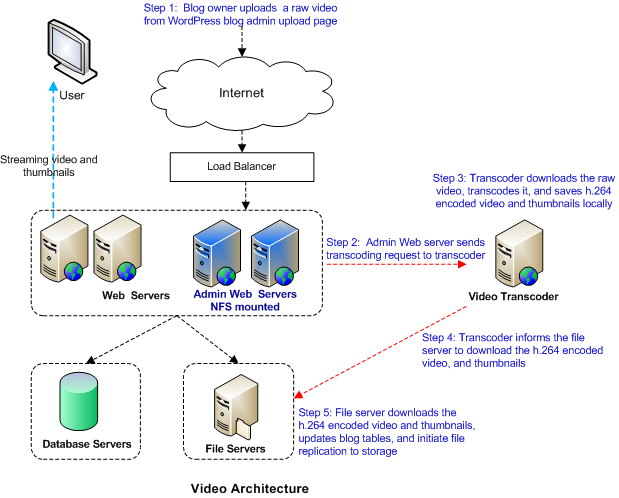 Step 1: Blog owner uploads a raw video
from WordPress blog admin upload page
User
Internet
Streaming video and
thumbnails
Load Balancer
Step 3: Transcoder downloads the raw
video, transcodes it, and saves h.264
encoded video and thumbnails locally
Step 2: Admin Web server sends
transcoding request to transcoder
Web Servers
Admin Web Servers
NFS mounted
Video Transcoder
Step 4: Transcoder informs the file
server to download the h.264 encoded
video, and thumbnails
Database Servers
File Servers
Step 5: File server downloads the
h.264 encoded video and thumbnails,
updates blog tables, and initiate file
replication to storage
Video Architecture